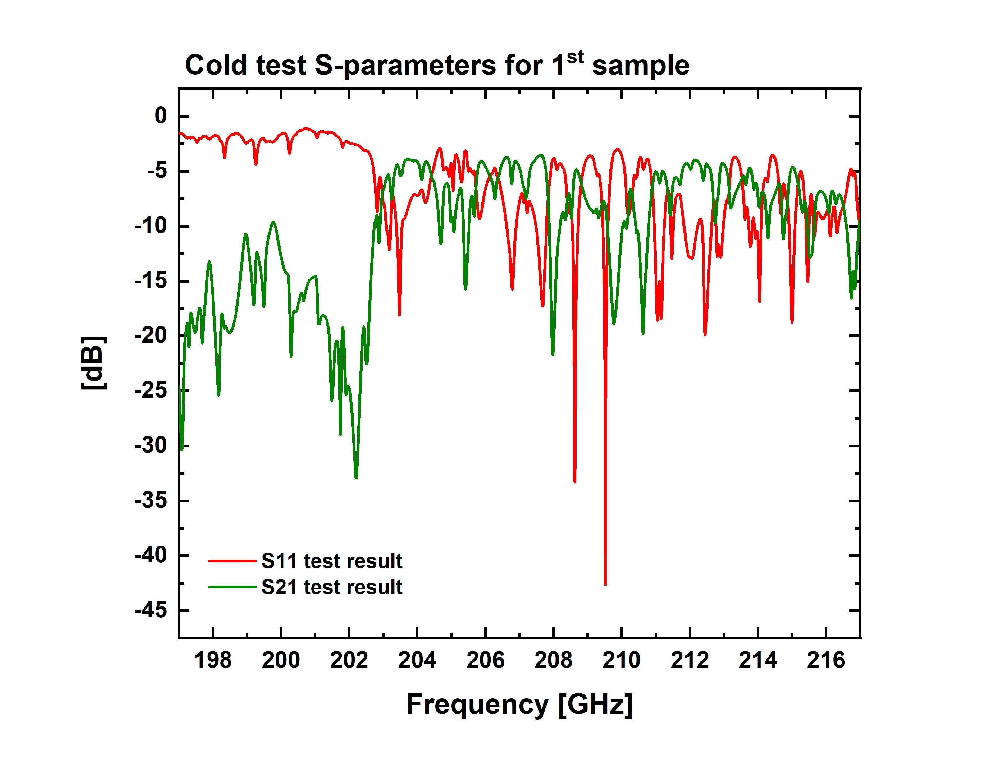 Cold test S-parameters for 1st sample
0
-5
-10
-15
-20
-25
-30
-35
-40
-45
[dB]
S11 test result
S21 test result
198 200 202 204 206 208 210 212 214 216
Frequency [GHz]